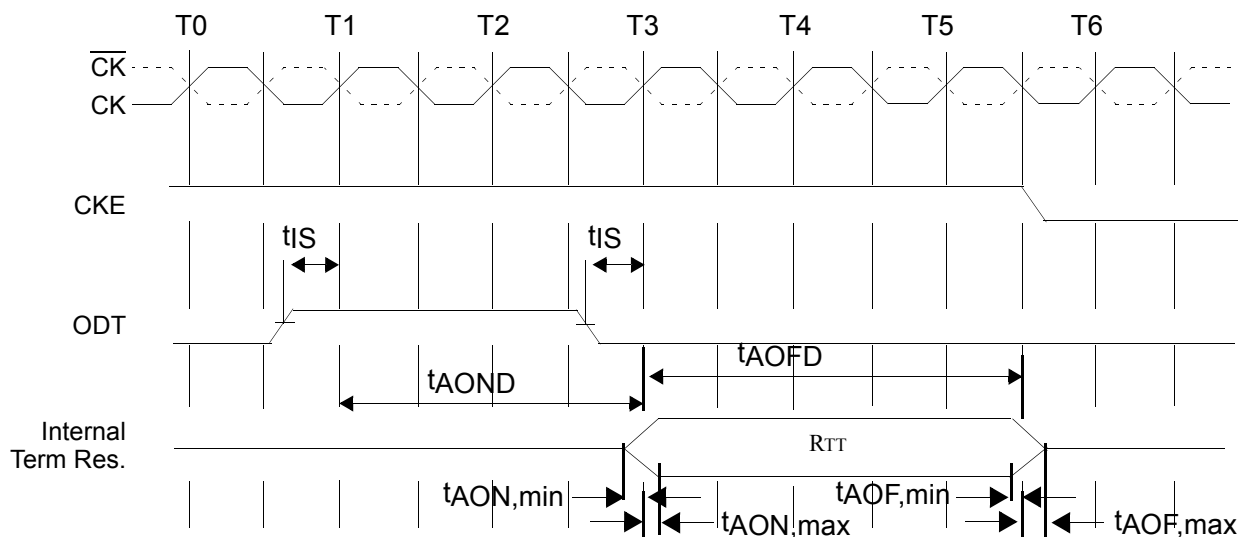 T0 T1 T2 T3 T4 T5 T6
CK
CK
CKE
tIS tIS
ODT
tAOFD
tAOND
Internal
Term Res.
RTT
tAON,min tAOF,min
tAON,max tAOF,max